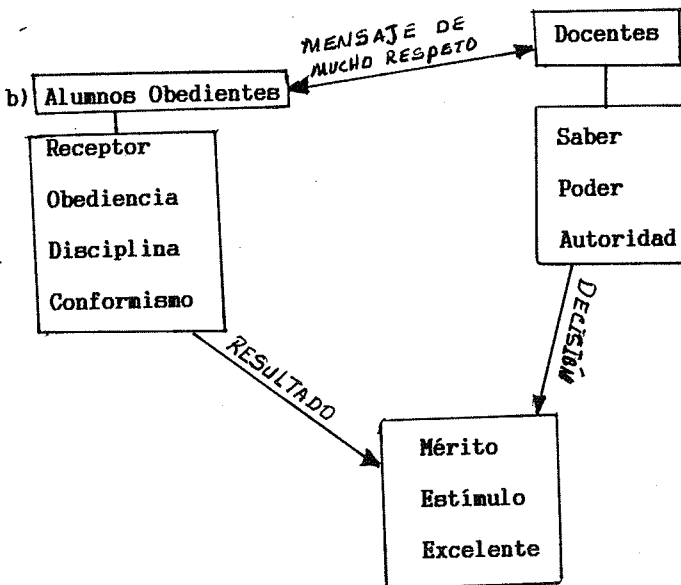 MENSAJE DE
MUCHO RESPETO
Docentes
b) Alumnos Obedientes
Receptor
Obediencia
Disciplina
Conformismo
Saber
Poder
Autoridad
RESULTADO
DECISIÓN
Mérito
Estímulo
Excelente